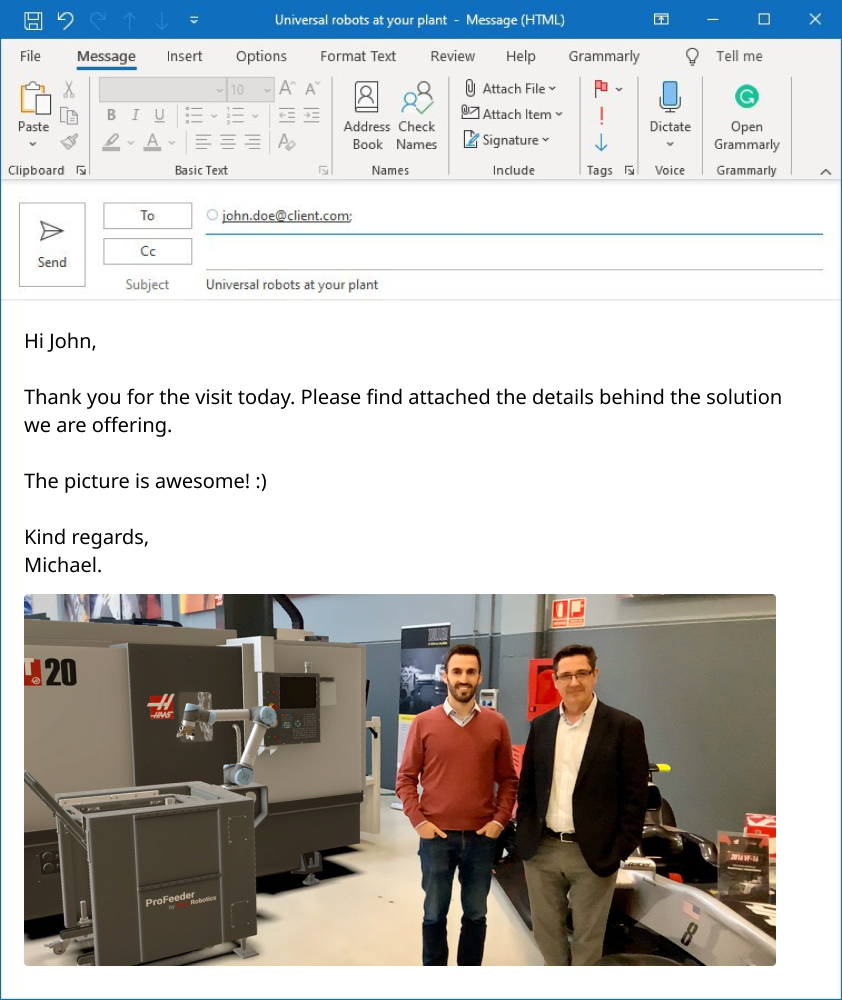 Universal robots at your plant - Message (HTML)
File Message Insert Options Format Text Review Help Grammarly Tell me
10 A A Attach File
B I U Attach Item
Paste Address Check Signature Dictate Open
A A Book Names Grammarly
Clipboard Basic Text Names Include Tags Voice Grammarly
To john.doe@client.com;
Send Cc
Subject Universal robots at your plant
Hi John,
Thank you for the visit today. Please find attached the details behind the solution
we are offering.
The picture is awesome! :)
Kind regards,
Michael.
T 20
HAAS
ProFeeder
Robotics
2016 VF-16
8